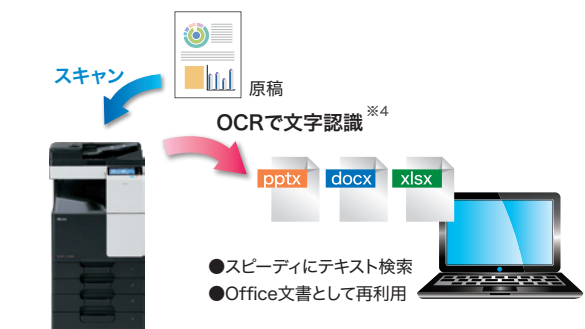 スキャン
原稿
OCRで文字認識※4
pptx
docx
xlsx
●スピーディにテキスト検索
●Office文書として再利用